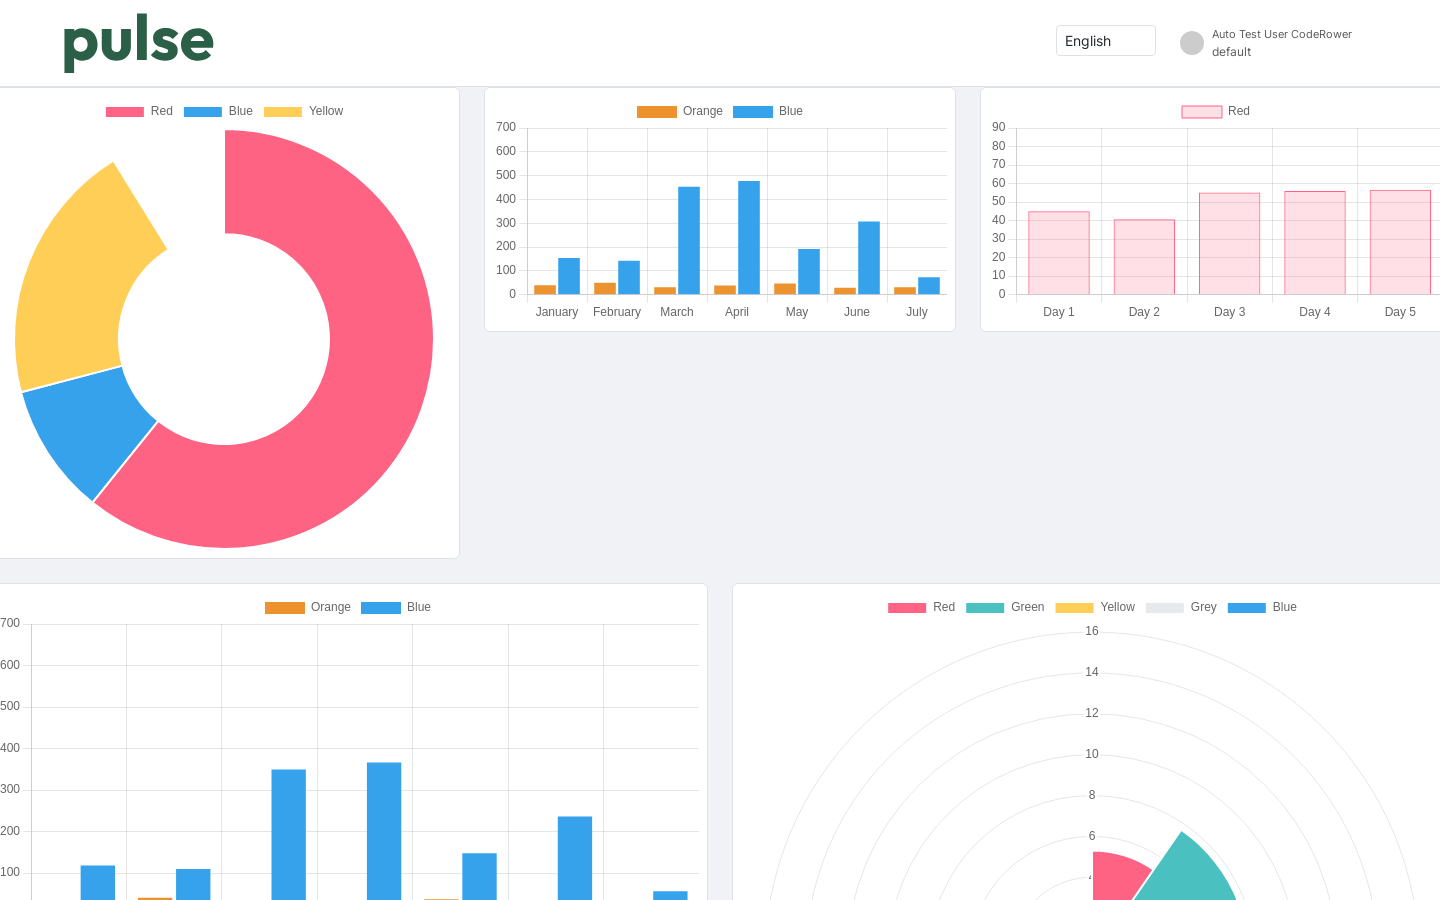 pulse
English
Auto Test User CodeRower
default
Red Blue Yellow
Orange Blue
700
600
500
400
300
200
100
0
January February March April May June July
Red
90
80
70
60
50
40
30
20
10
0
Day 1 Day 2 Day 3 Day 4 Day 5
Orange Blue
700
600
500
400
300
200
100
Red Green Yellow Grey Blue
16
14
12
10
8
6